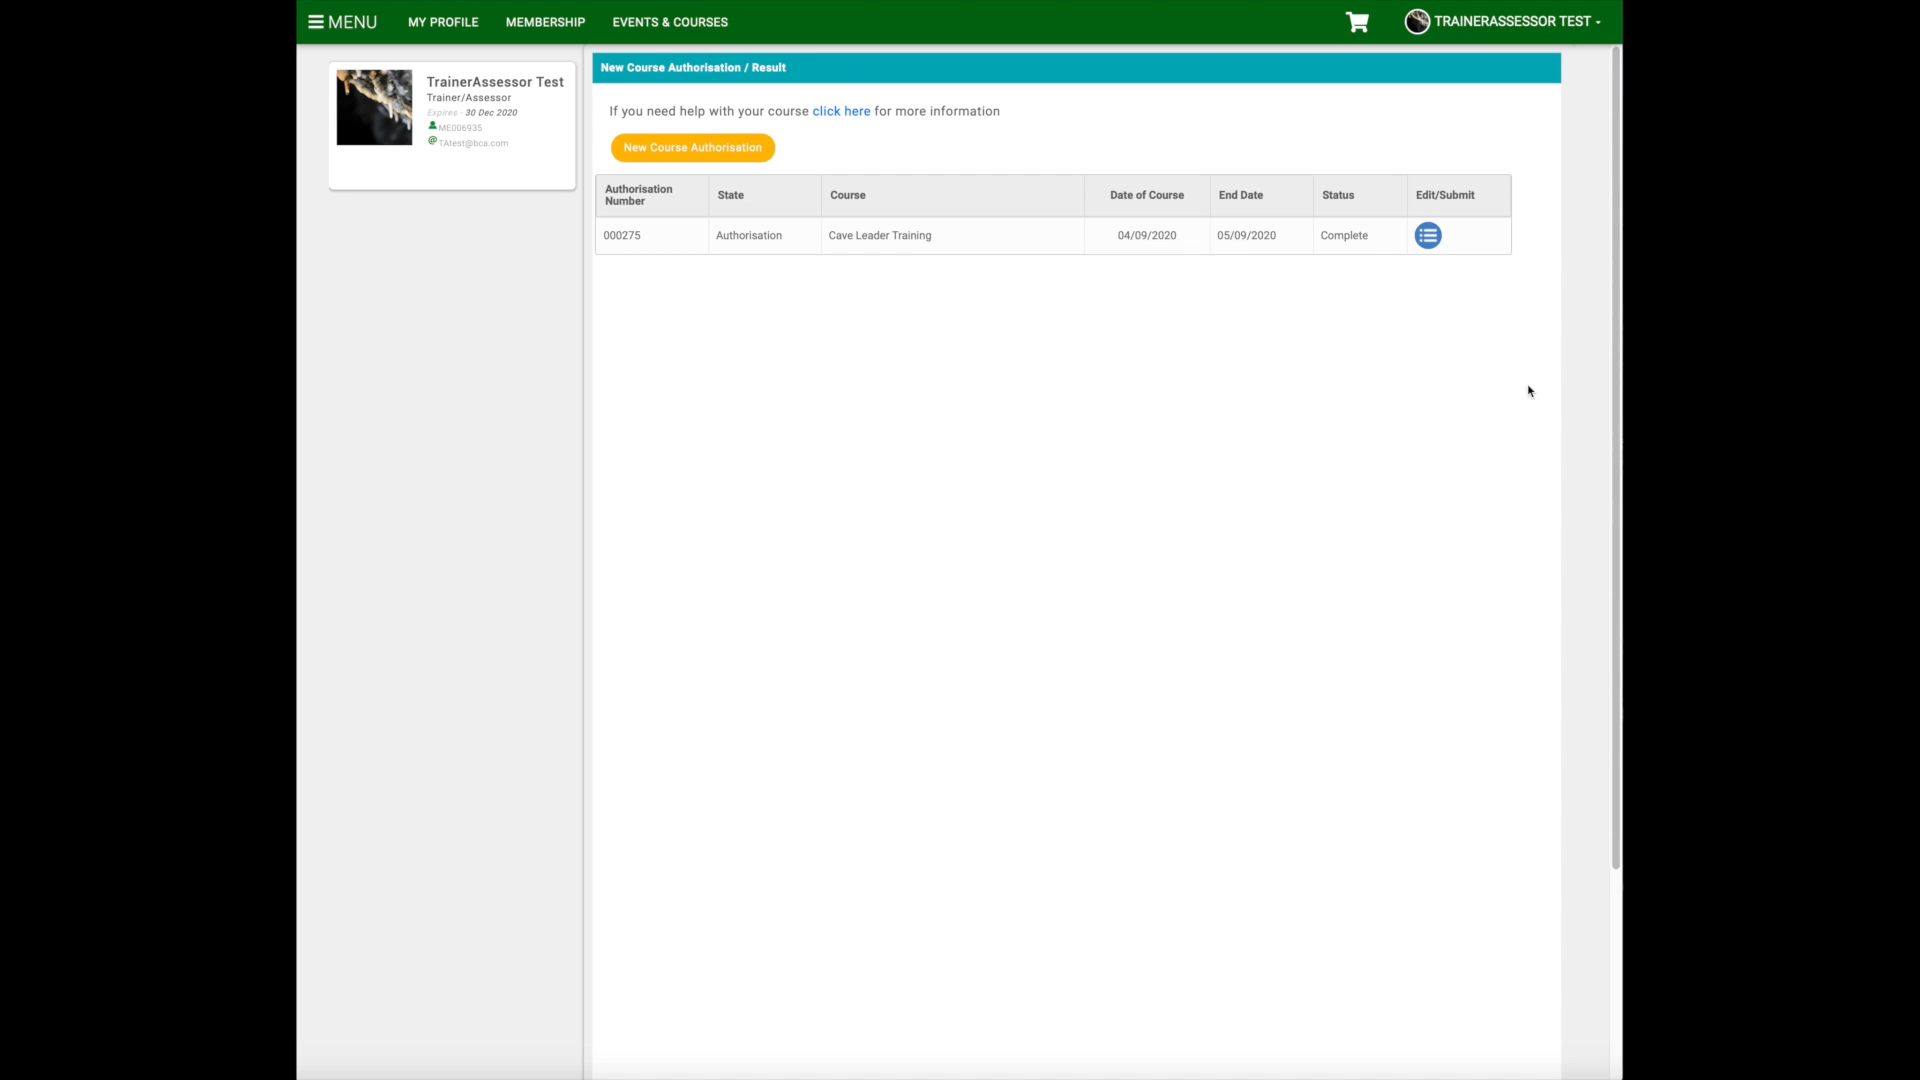 MENU MY PROFILE MEMBERSHIP EVENTS & COURSES TRAINERASSESSOR TEST
TrainerAssessor Test
Trainer/Assessor
Expires - 30 Dec 2020
ME006935
@TAtest@bca.com
New Course Authorisation / Result
If you need help with your course click here for more information
New Course Authorisation
Authorisation Number State Course Date of Course End Date Status Edit/Submit
000275 Authorisation Cave Leader Training 04/09/2020 05/09/2020 Complete